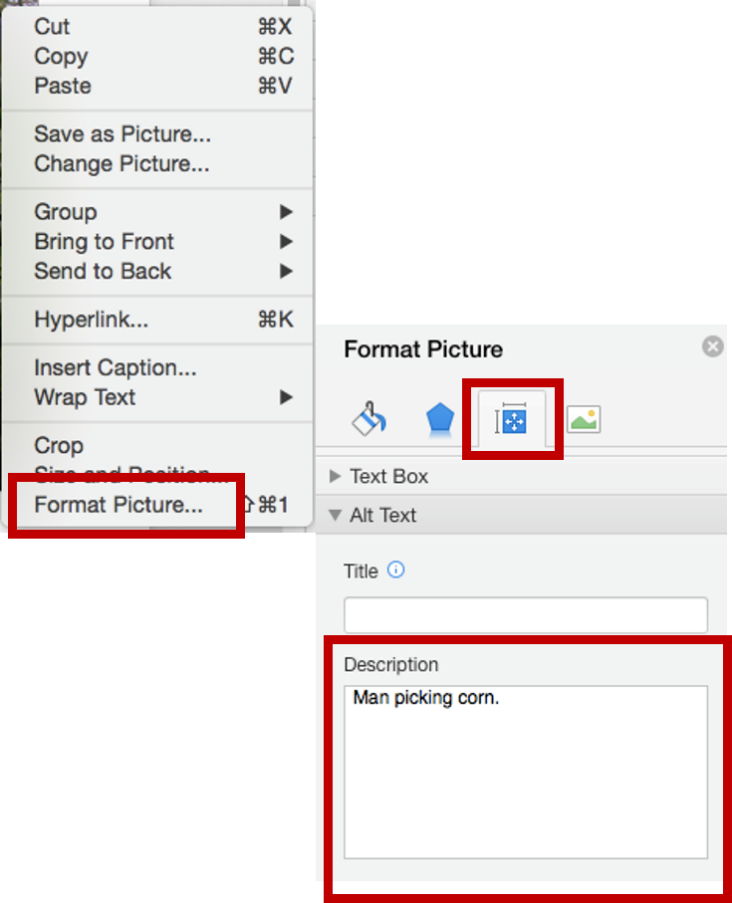 Cut ⌘X
Copy ⌘C
Paste ⌘V
Save as Picture...
Change Picture...
Group
Bring to Front
Send to Back
Hyperlink... ⌘K
Insert Caption...
Wrap Text
Crop
Size and Position...
Format Picture... ⇧⌘1
Format Picture
Text Box
Alt Text
Title
Description
Man picking corn.